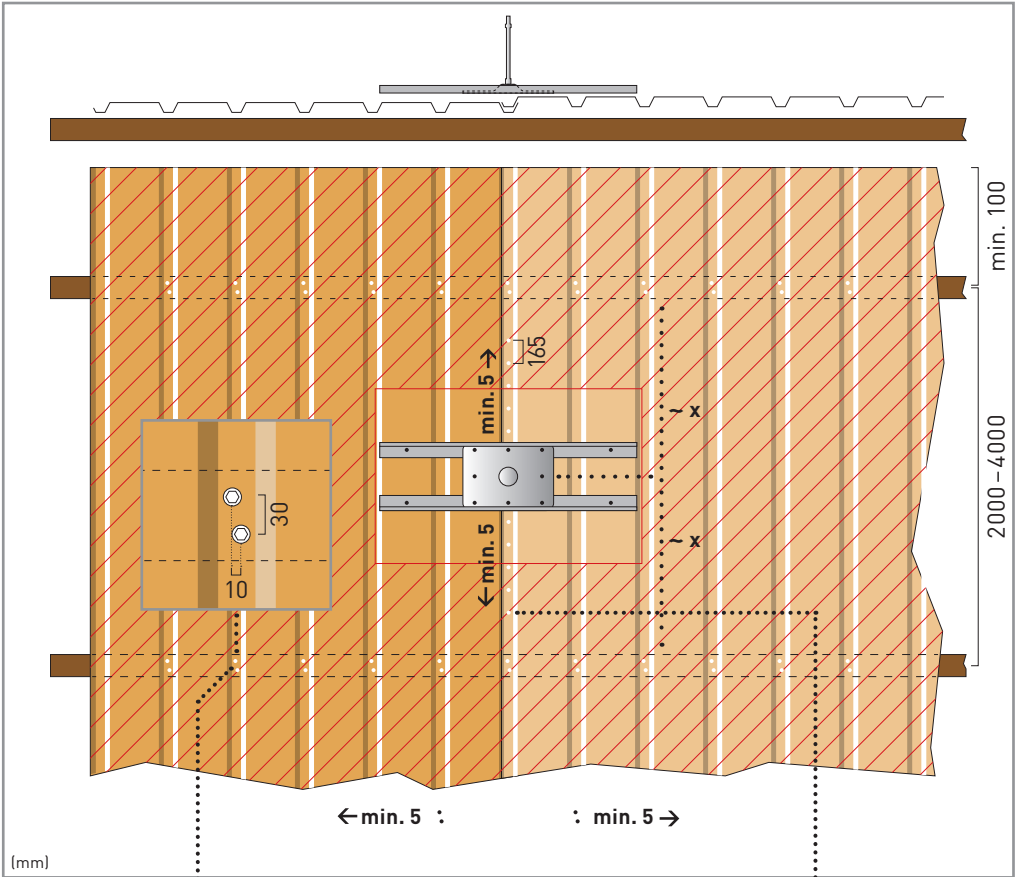 min. 100
165
min. 5 →
~ x
2000–4000
30
10
~ x
← min. 5
← min. 5 :
: min. 5 →
(mm)